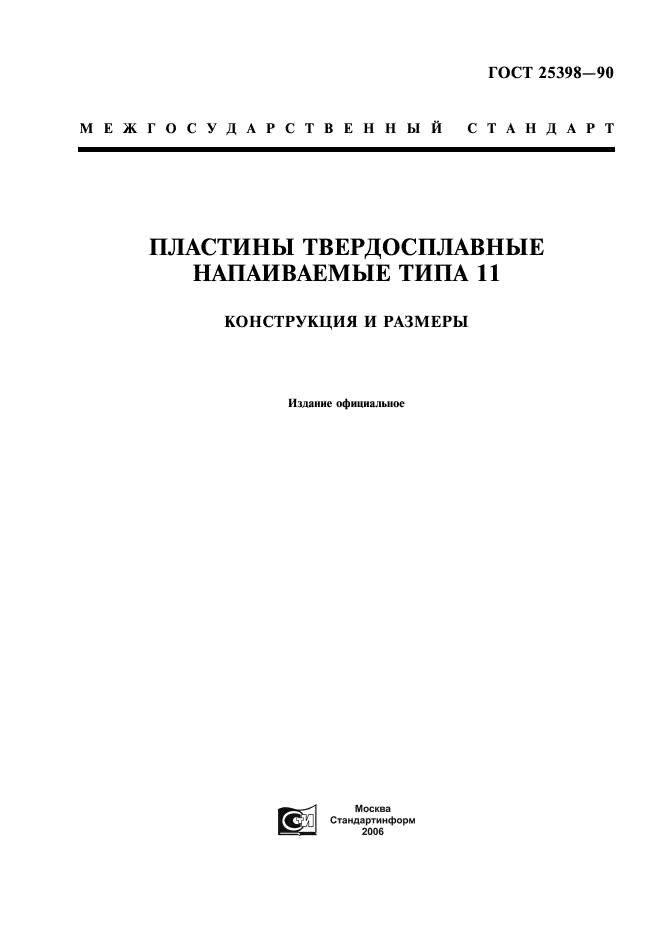 ГОСТ 25398—90
МЕЖГОСУДАРСТВЕННЫЙ СТАНДАРТ
ПЛАСТИНЫ ТВЕРДОСПЛАВНЫЕ
НАПАИВАЕМЫЕ ТИПА 11
КОНСТРУКЦИЯ И РАЗМЕРЫ
Издание официальное
Москва
Стандартинформ
2006